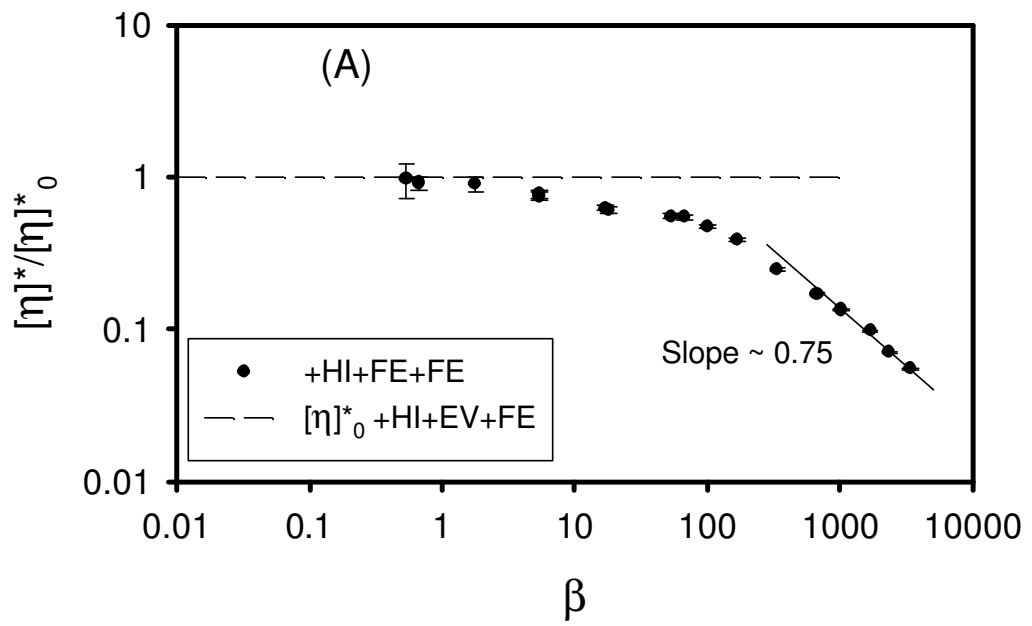 10
(A)
1
[η]*/[η]*0
0.1
Slope ~ 0.75
+HI+FE+FE
[η]*0 +HI+EV+FE
0.01
0.01 0.1 1 10 100 1000 10000
β